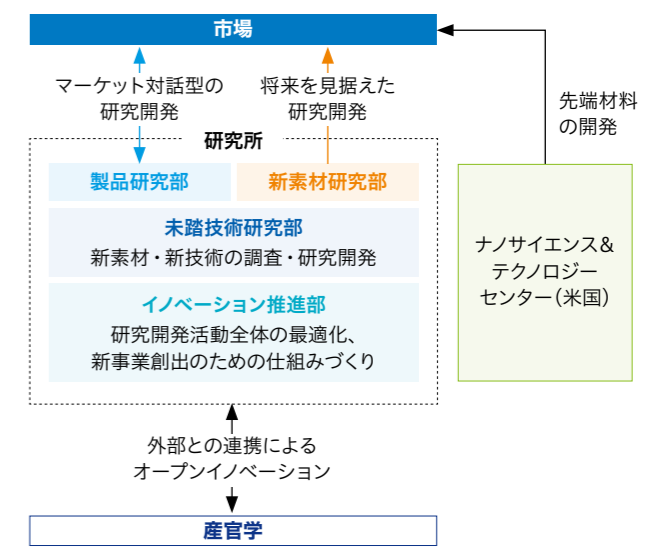 市場
マーケット対話型の
研究開発
将来を見据えた
研究開発
先端材料
の開発
研究所
製品研究部
新素材研究部
未踏技術研究部
新素材・新技術の調査・研究開発
イノベーション推進部
研究開発活動全体の最適化、
新事業創出のための仕組みづくり
ナノサイエンス&
テクノロジー
センター（米国）
外部との連携による
オープンイノベーション
産官学